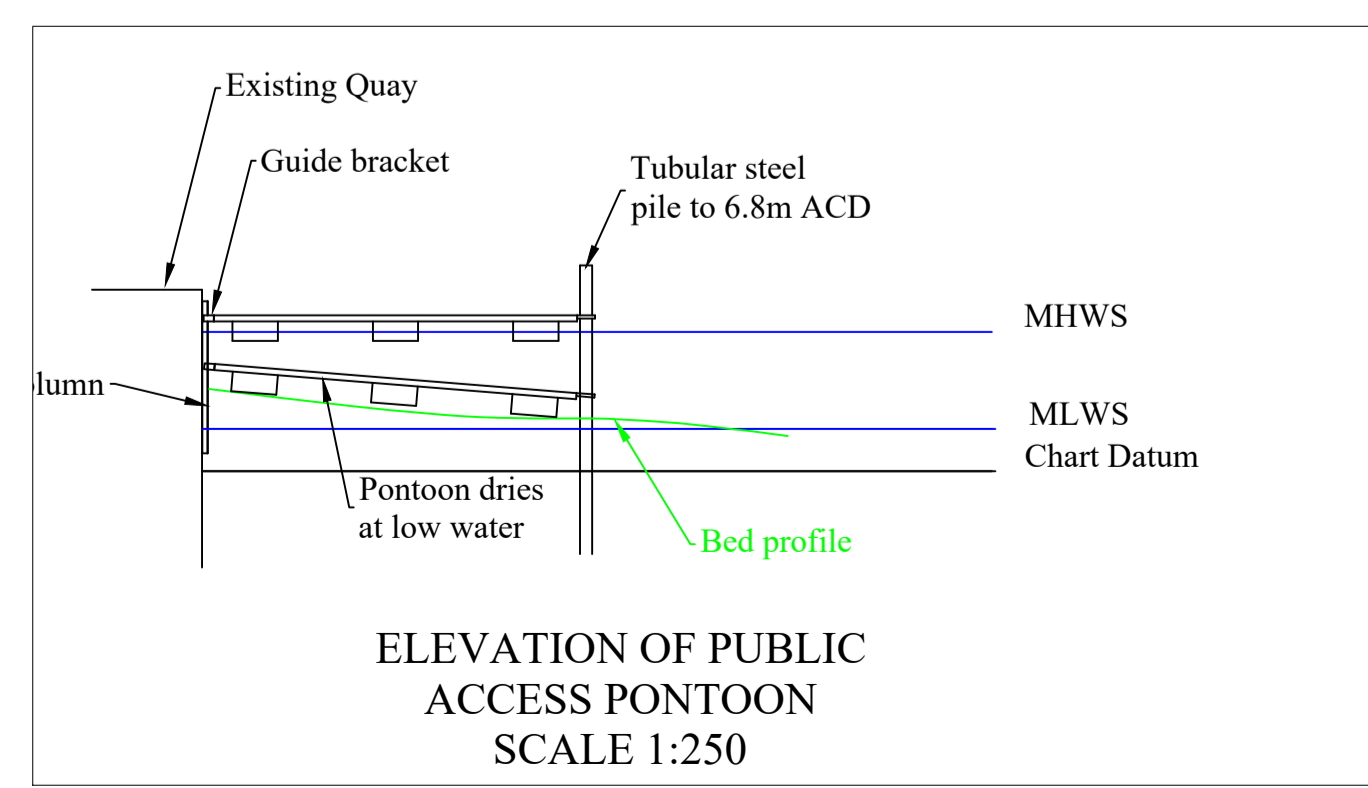 Existing Quay
Guide bracket
Tubular steel
pile to 6.8m ACD
MHWS
MLWS
Chart Datum
Pontoon dries
at low water
Bed profile
ELEVATION OF PUBLIC
ACCESS PONTOON
SCALE 1:250